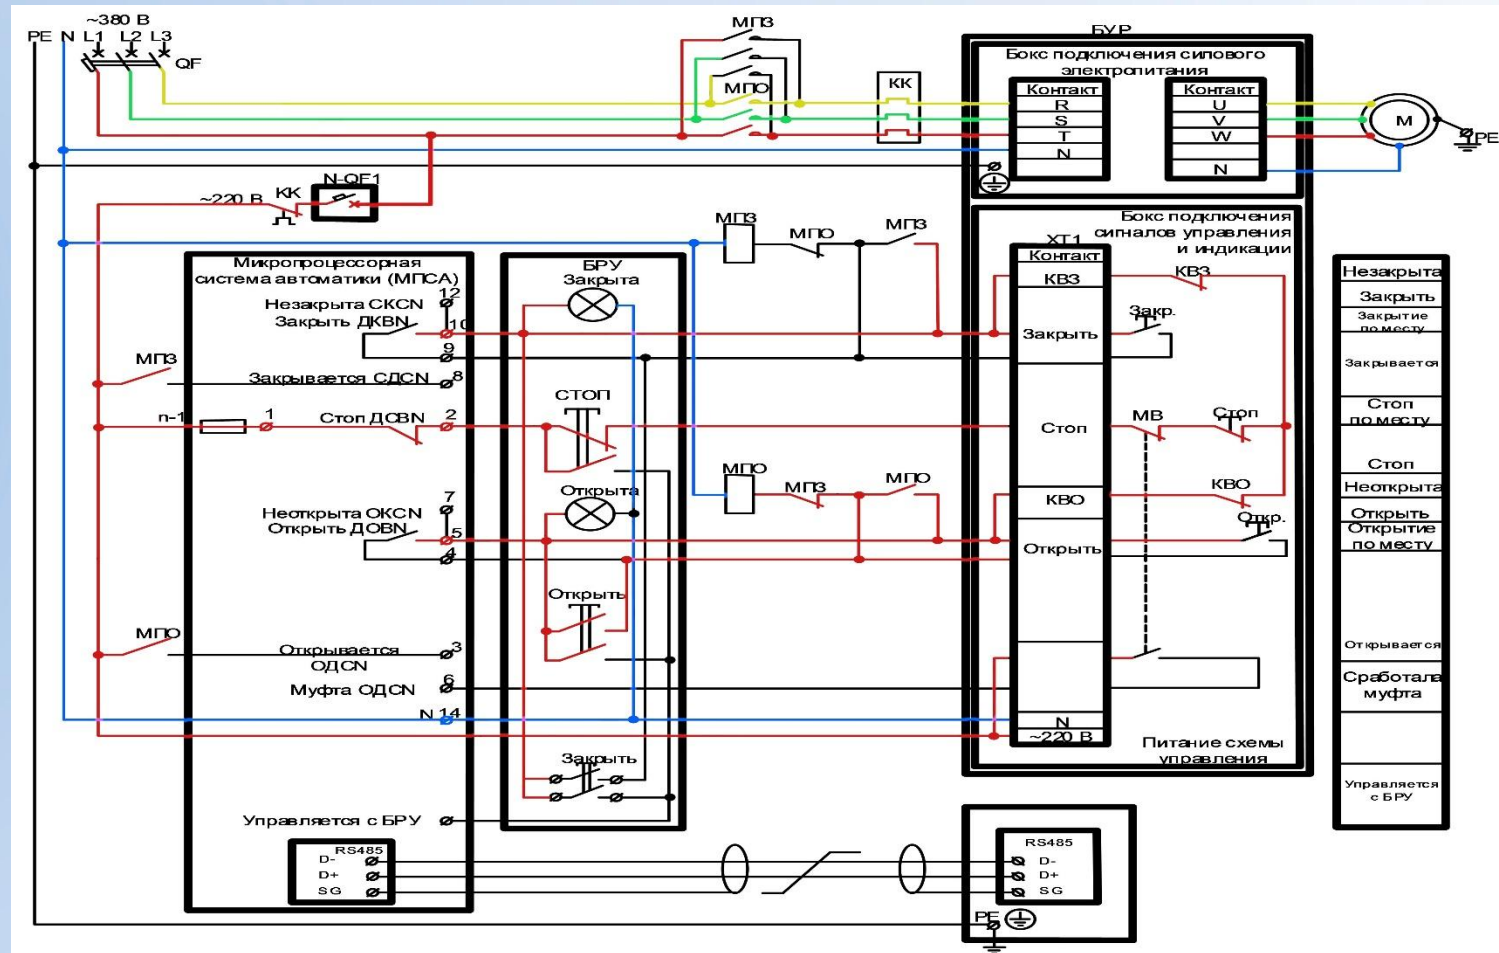 ~380 В
PE N L1 L2 L3
QF
МПЗ
МПО
КК
БУР
Бокс подключения силового
электропитания
Контакт
R
S
T
N
Контакт
U
V
W
N
М
PE
~220 В
КК
N-QF1
МПЗ
МПО
МПЗ
Бокс подключения
сигналов управления
и индикации
XT1
Контакт
КВЗ
Закрыть
Стоп
КВО
Открыть
N
~220 В
КВЗ
Закр.
МВ
Стоп
КВО
Откр.
Питание схемы
управления
Микропроцессорная
система автоматики (МПСА)
Незакрыта СКСN
12
Закрыть ДКВN
10
9
МПЗ
Закрывается СДСN
8
n-1
1
Стоп ДСВN
2
7
Неоткрыта ОКСN
Открыть ДОВN
5
4
МПО
Открывается
ОДСN
3
Муфта ОДСN
6
N 14
Управляется с БРУ
RS485
D-
D+
SG
БРУ
Закрыта
СТОП
Открыта
Открыть
Закрыть
МПО
МПЗ
МПО
Незакрыта
Закрыть
Закрытие
по месту
Закрывается
Стоп
по месту
Стоп
Неоткрыта
Открыть
Открытие
по месту
Открывается
Сработала
муфта
Управляется
с БРУ
RS485
D-
D+
SG
PE